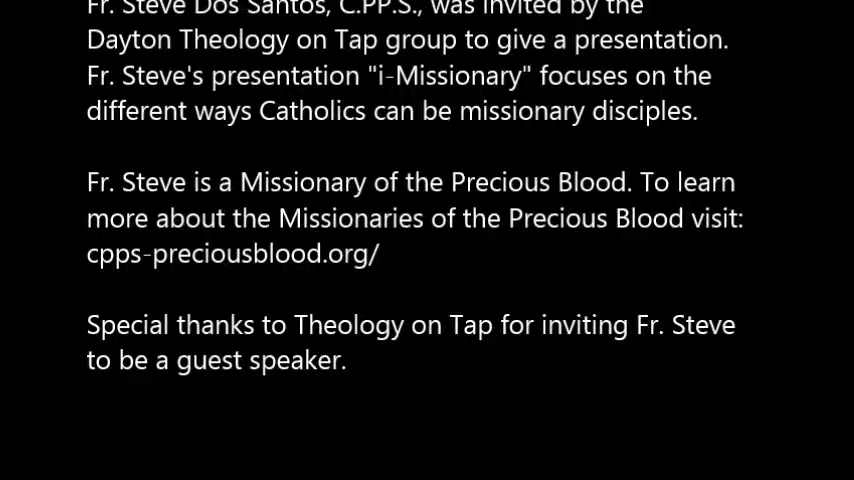 Fr. Steve Dos Santos, C.PP.S., was invited by the
Dayton Theology on Tap group to give a presentation.
Fr. Steve's presentation "i-Missionary" focuses on the
different ways Catholics can be missionary disciples.
Fr. Steve is a Missionary of the Precious Blood. To learn
more about the Missionaries of the Precious Blood visit:
cpps-preciousblood.org/
Special thanks to Theology on Tap for inviting Fr. Steve
to be a guest speaker.